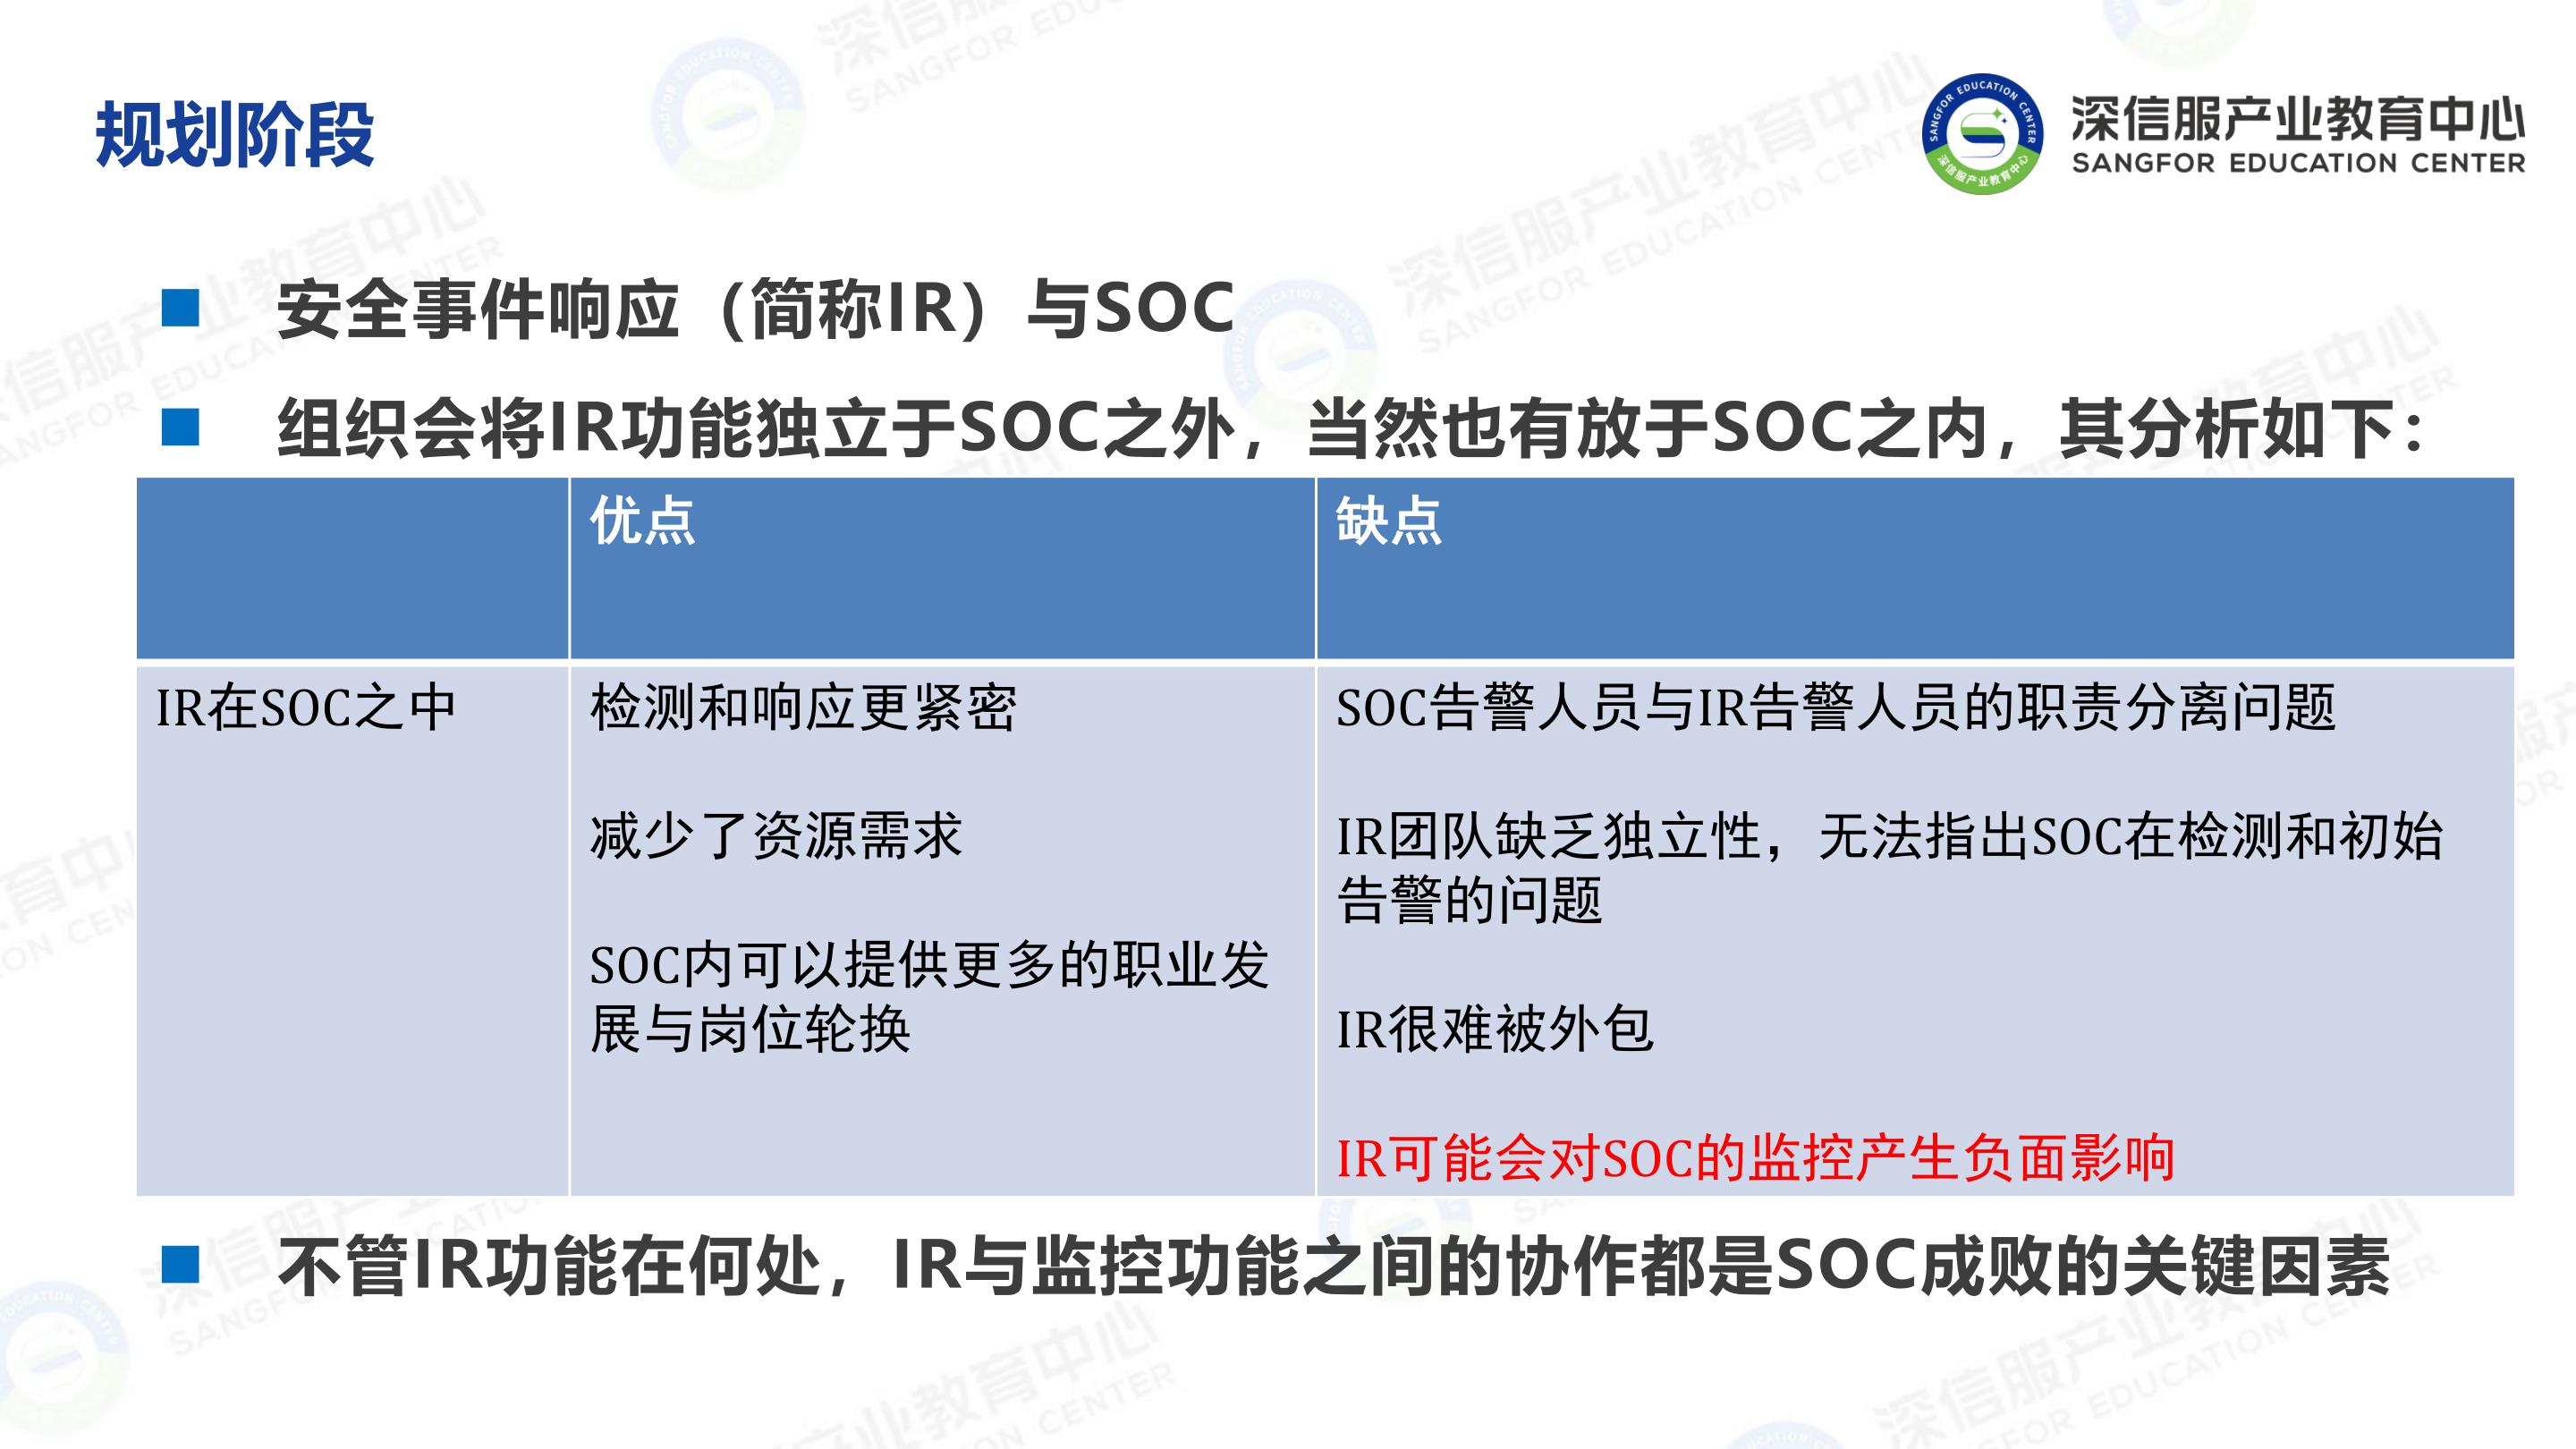 规划阶段
深信服产业教育中心
SANGFOR EDUCATION CENTER
安全事件响应（简称IR）与SOC
组织会将IR功能独立于SOC之外，当然也有放于SOC之内，其分析如下：
优点
缺点
IR在SOC之中
检测和响应更紧密
减少了资源需求
SOC内可以提供更多的职业发
展与岗位轮换
SOC告警人员与IR告警人员的职责分离问题
IR团队缺乏独立性，无法指出SOC在检测和初始
告警的问题
IR很难被外包
IR可能会对SOC的监控产生负面影响
不管IR功能在何处，IR与监控功能之间的协作都是SOC成败的关键因素